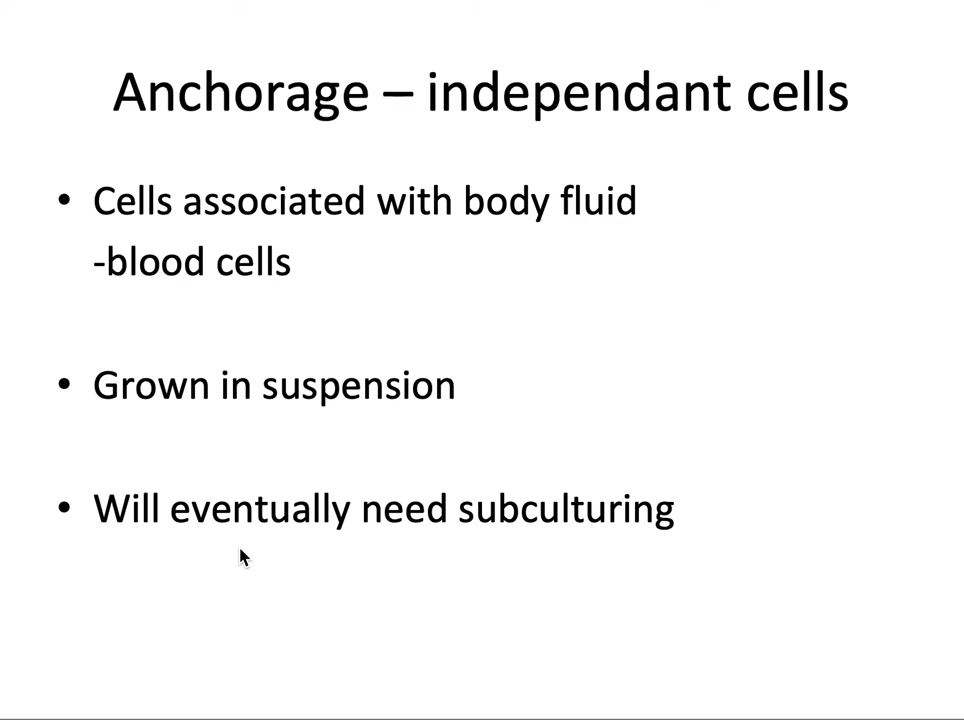 Anchorage – independant cells
• Cells associated with body fluid
-blood cells
• Grown in suspension
• Will eventually need subculturing